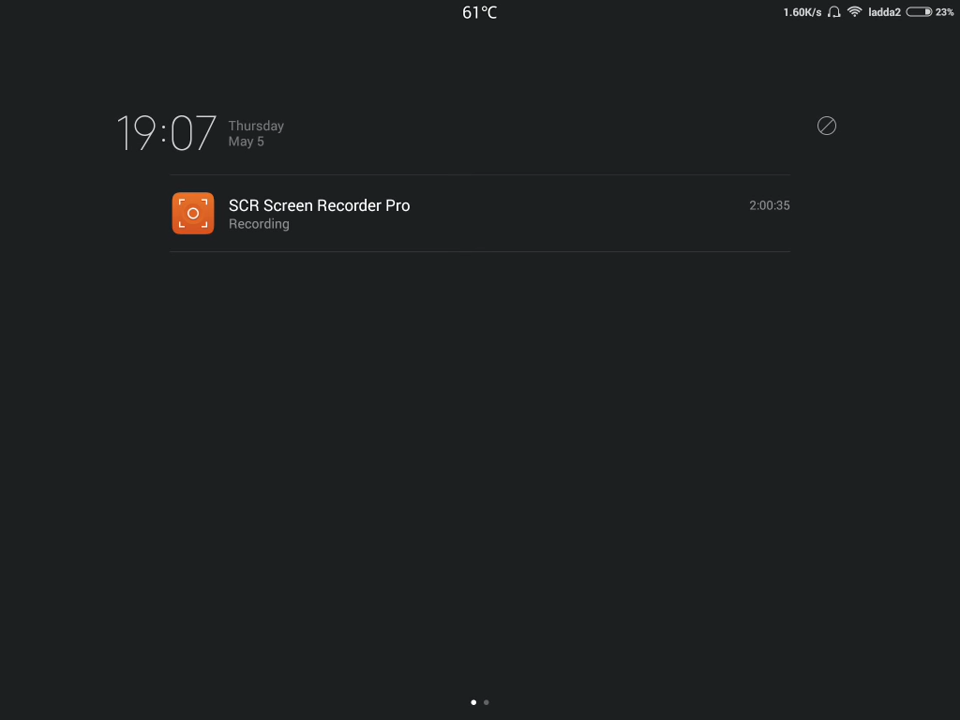 61℃
1.60K/s ladda2 23%
19:07 Thursday
May 5
SCR Screen Recorder Pro 2:00:35
Recording